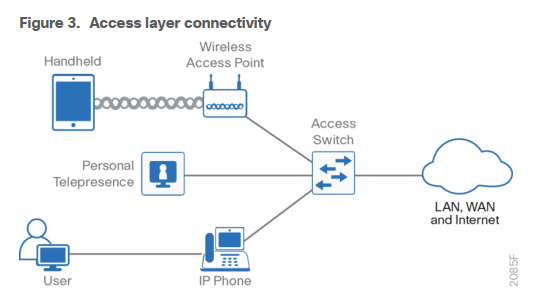 Figure 3. Access layer connectivity
Wireless
Access Point
Handheld
Access
Switch
Personal
Telepresence
LAN, WAN
and Internet
User
IP Phone
2085F